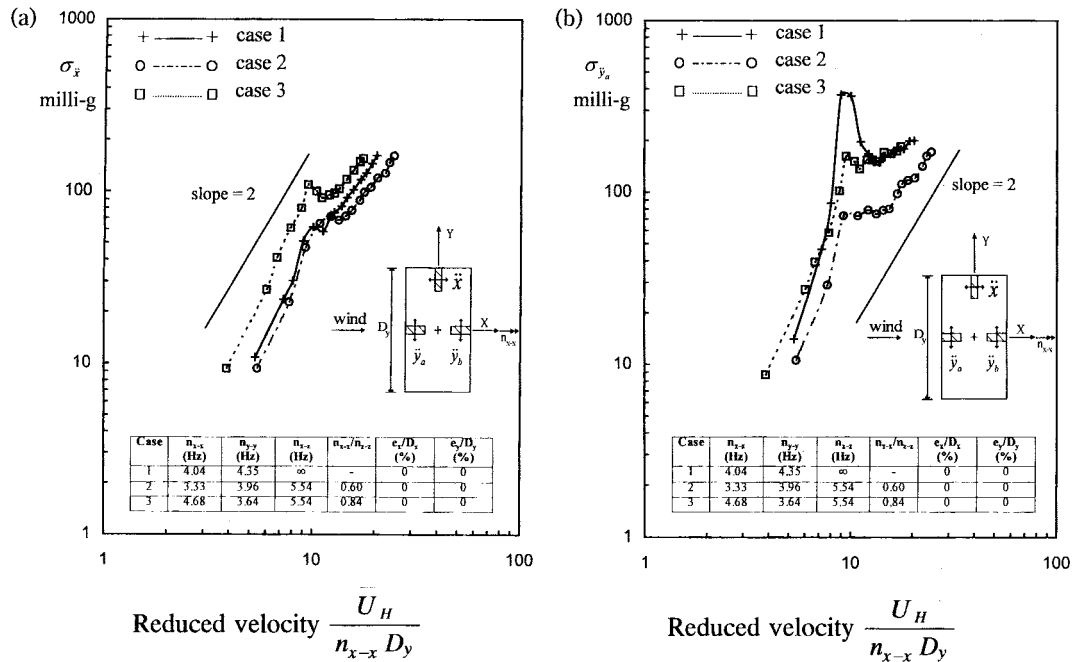 (a)
1000
σẍ
milli-g
100
10
1
1
10
100
case 1
case 2
case 3
slope = 2
Y
ẍ
wind
Dy
X
nx-x
ÿa
ÿb
Case nx-x (Hz) ny-y (Hz) nz-z (Hz) nx-x/nz-z ex/Dx (%) ey/Dy (%)
1 4.04 4.35 ∞ - 0 0
2 3.33 3.96 5.54 0.60 0 0
3 4.68 3.64 5.54 0.84 0 0
Reduced velocity ŪH / nx-x Dy
(b)
1000
σÿa
milli-g
100
10
1
1
10
100
case 1
case 2
case 3
slope = 2
Y
ẍ
wind
Dy
X
nx-x
ÿa
ÿb
Case nx-x (Hz) ny-y (Hz) nz-z (Hz) nx-x/nz-z ex/Dx (%) ey/Dy (%)
1 4.04 4.35 ∞ - 0 0
2 3.33 3.96 5.54 0.60 0 0
3 4.68 3.64 5.54 0.84 0 0
Reduced velocity UH / nx-x Dy